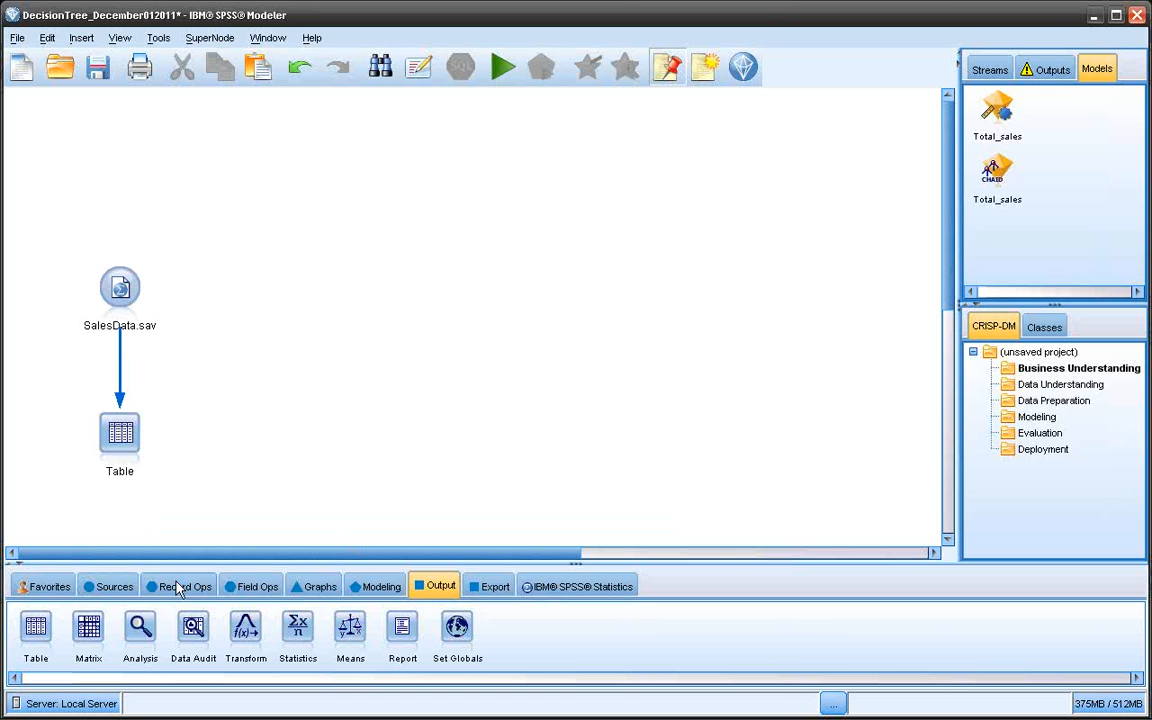 DecisionTree_December012011* - IBM® SPSS® Modeler
File Edit Insert View Tools SuperNode Window Help
Streams Outputs Models
Total_sales
CHAID
Total_sales
SalesData.sav
Table
CRISP-DM Classes
(unsaved project)
Business Understanding
Data Understanding
Data Preparation
Modeling
Evaluation
Deployment
Favorites Sources Record Ops Field Ops Graphs Modeling Output Export IBM® SPSS® Statistics
Table Matrix Analysis Data Audit Transform Statistics Means Report Set Globals
Server: Local Server ... 375MB / 512MB